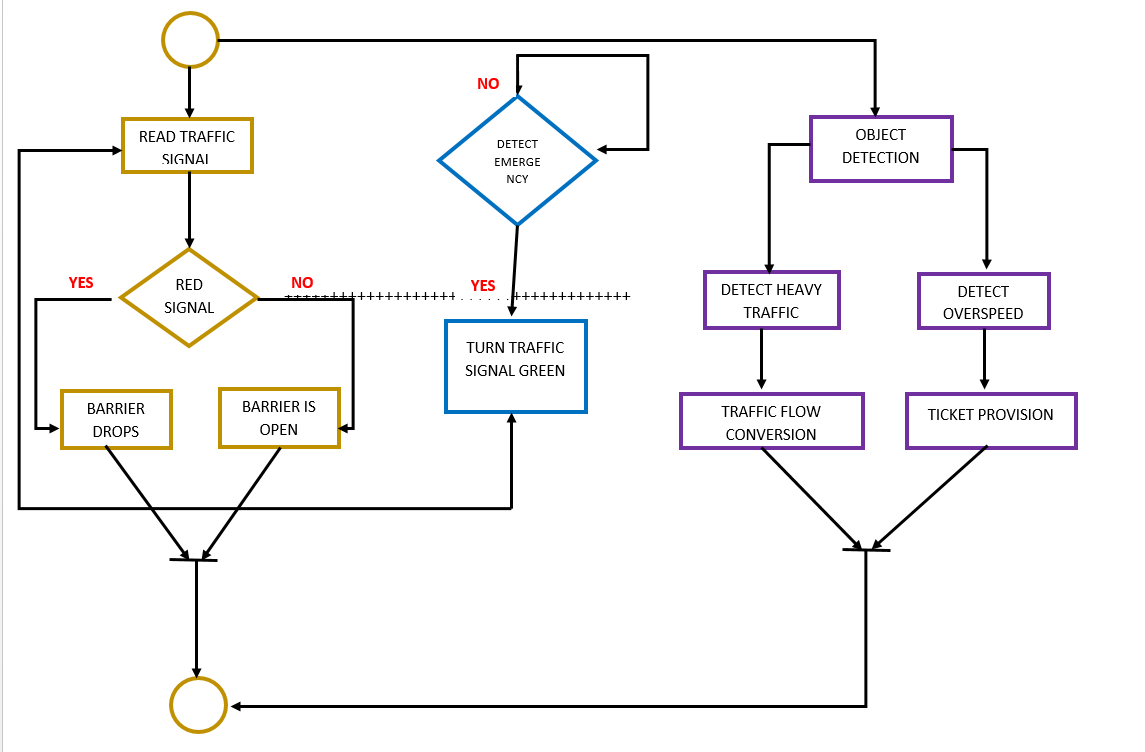 NO
READ TRAFFIC
SIGNAL
DETECT
EMERGE
NCY
OBJECT
DETECTION
YES
RED
SIGNAL
NO
YES
DETECT HEAVY
TRAFFIC
DETECT
OVERSPEED
TURN TRAFFIC
SIGNAL GREEN
BARRIER
DROPS
BARRIER IS
OPEN
TRAFFIC FLOW
CONVERSION
TICKET PROVISION